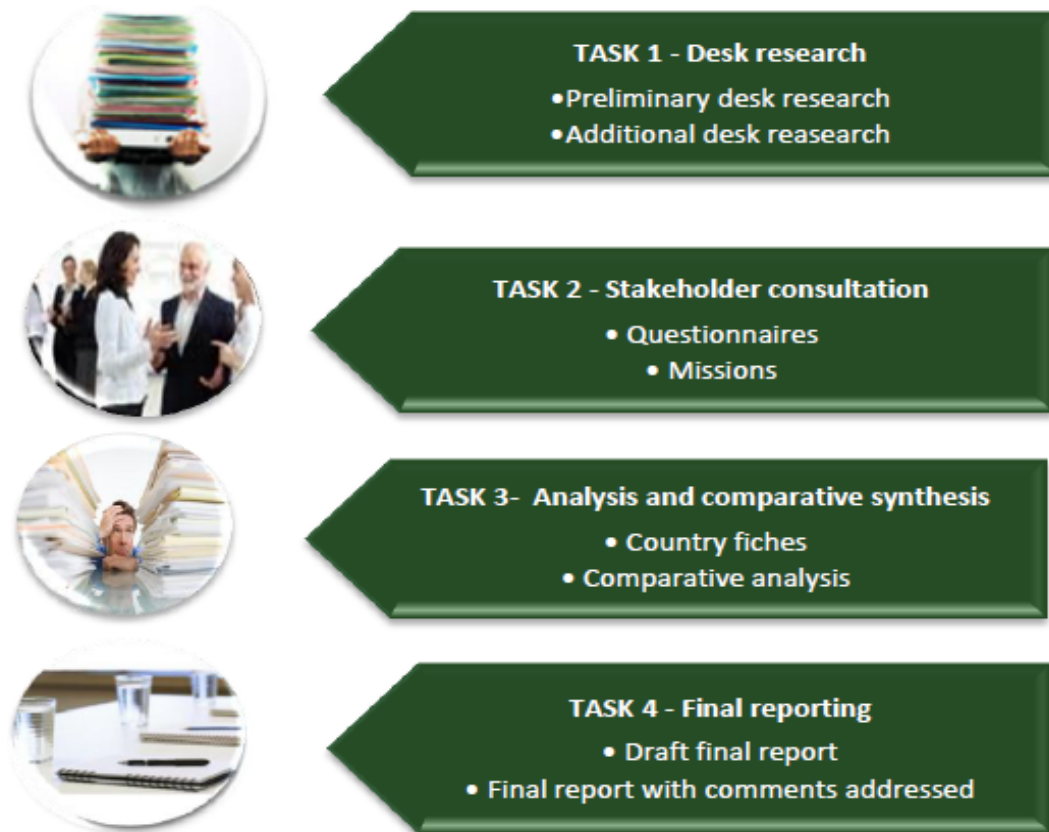 TASK 1 - Desk research
•Preliminary desk research
•Additional desk reasearch
TASK 2 - Stakeholder consultation
• Questionnaires
• Missions
TASK 3-  Analysis and comparative synthesis
• Country fiches
• Comparative analysis
TASK 4 - Final reporting
• Draft final report
• Final report with comments addressed